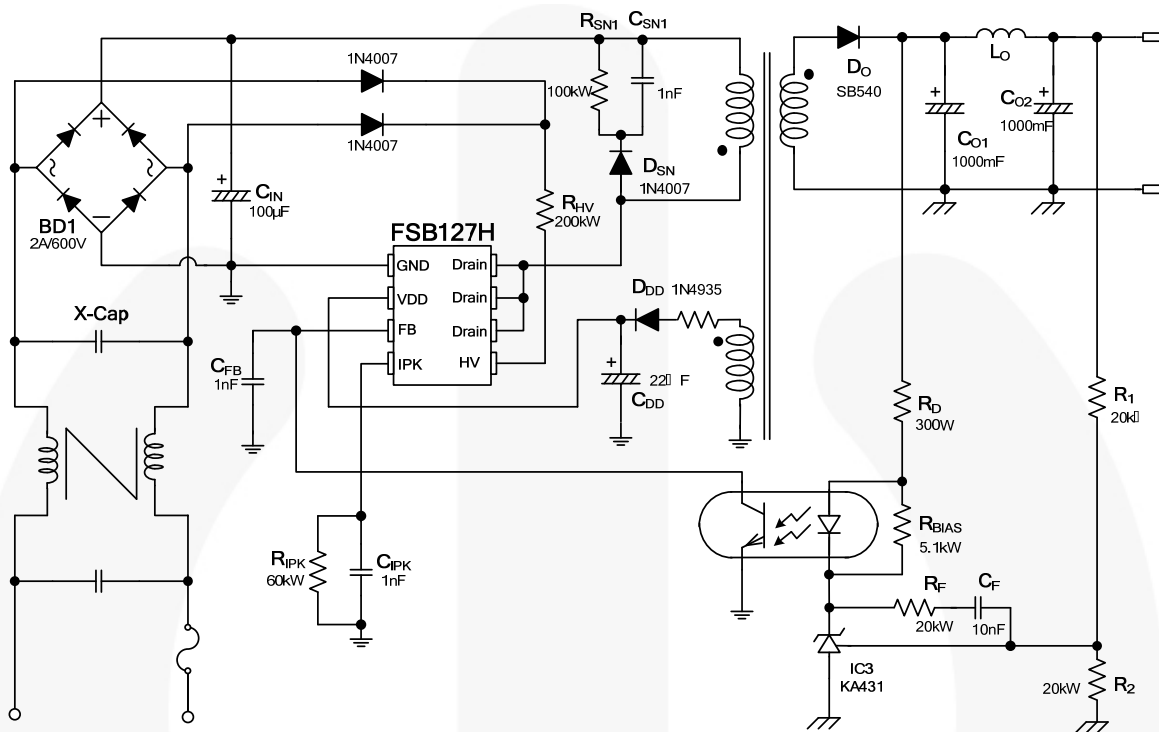 RSN1
CSN1
1N4007
100kW
1nF
DO
SB540
LO
CO2
1000mF
CO1
1000mF
1N4007
DSN
1N4007
CIN
100µF
RHV
200kW
BD1
2A/600V
FSB127H
GND
Drain
VDD
Drain
FB
Drain
IPK
HV
DDD 1N4935
X-Cap
CFB
1nF
22▯ F
CDD
RD
300W
R1
20k▯
RBIAS
5.1kW
RIPK
60kW
CIPK
1nF
RF
20kW
CF
10nF
IC3
KA431
20kW
R2